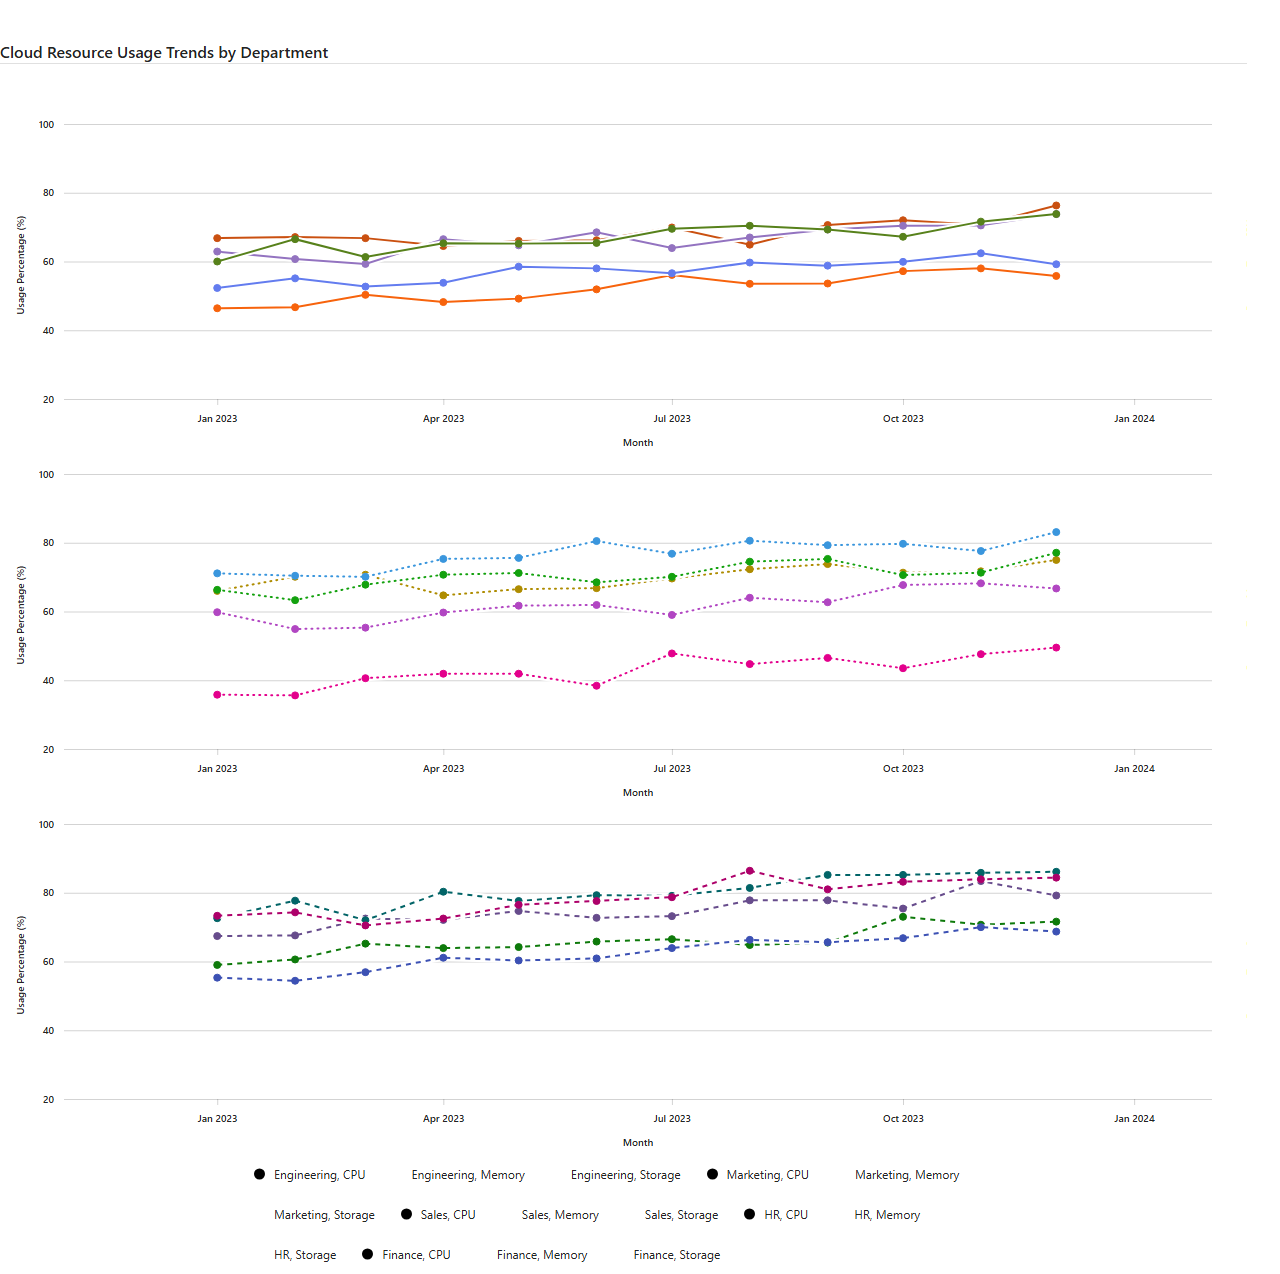 Cloud Resource Usage Trends by Department
100
80
60
40
20
Usage Percentage (%)
Jan 2023 Apr 2023 Jul 2023 Oct 2023 Jan 2024
Month
100
80
60
40
20
Usage Percentage (%)
Jan 2023 Apr 2023 Jul 2023 Oct 2023 Jan 2024
Month
100
80
60
40
20
Usage Percentage (%)
Jan 2023 Apr 2023 Jul 2023 Oct 2023 Jan 2024
Month
Engineering, CPU Engineering, Memory Engineering, Storage Marketing, CPU Marketing, Memory
Marketing, Storage Sales, CPU Sales, Memory Sales, Storage HR, CPU HR, Memory
HR, Storage Finance, CPU Finance, Memory Finance, Storage